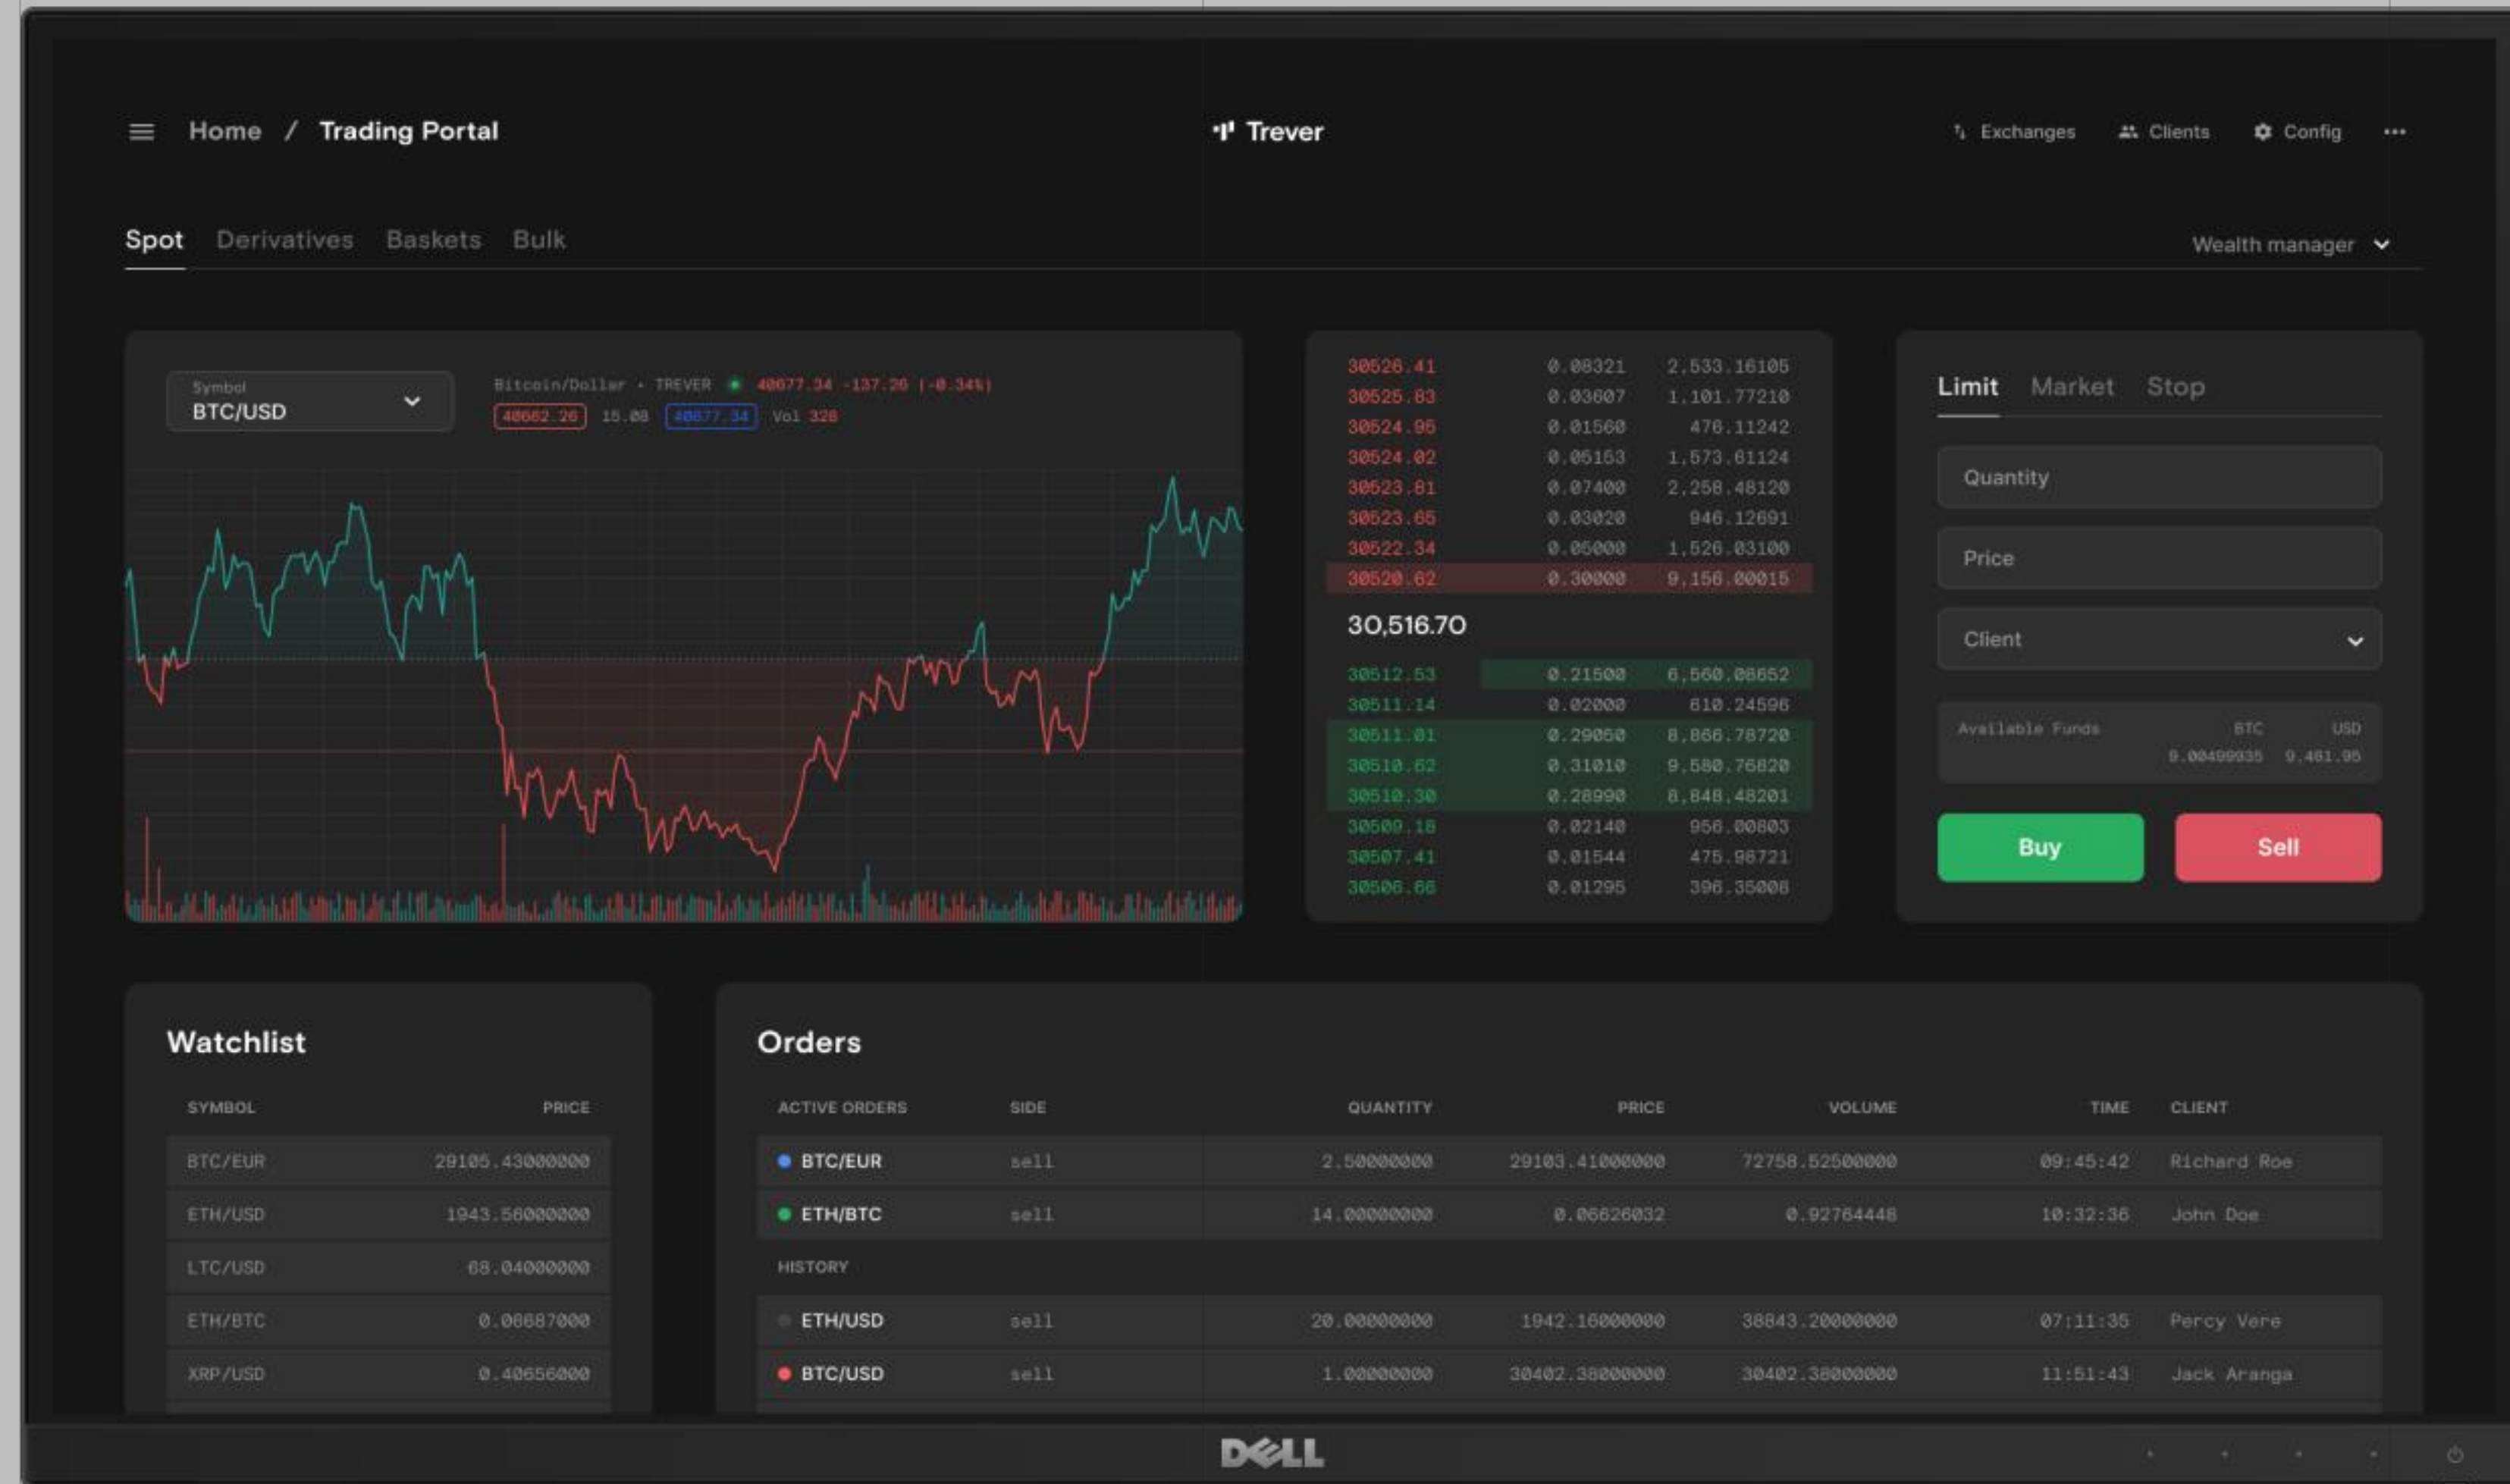 Home / Trading Portal
Trever
Exchanges Clients Config
Spot Derivatives Baskets Bulk
Wealth manager
Symbol
BTC/USD
Bitcoin/Dollar • TREVER 40677.34 -137.26 (-0.34%)
40662.26 15.08 40677.34 Vol 328
30526.41 0.08321 2,533.16105
30525.83 0.03607 1,101.77210
30524.95 0.01560 476.11242
30524.02 0.05153 1,573.61124
30523.81 0.07400 2,258.48120
30523.65 0.03020 946.12691
30522.34 0.05000 1,526.03100
30520.62 0.30000 9,156.00015
30,516.70
30512.53 0.21500 6,560.08652
30511.14 0.02000 610.24596
30511.01 0.29050 8,866.78720
30510.62 0.31010 9,580.76820
30510.30 0.28990 8,848.48201
30509.18 0.02140 956.00803
30507.41 0.01544 475.98721
30506.66 0.01295 396.35008
Limit Market Stop
Quantity
Price
Client
Available Funds BTC USD
9.00499935 9,461.95
Buy Sell
Watchlist
SYMBOL PRICE
BTC/EUR 29105.43000000
ETH/USD 1943.56000000
LTC/USD 68.04000000
ETH/BTC 0.06687000
XRP/USD 0.40656000
Orders
ACTIVE ORDERS SIDE QUANTITY PRICE VOLUME TIME CLIENT
BTC/EUR sell 2.50000000 29103.41000000 72758.52500000 09:45:42 Richard Roe
ETH/BTC sell 14.00000000 0.06626032 0.92764448 10:32:36 John Doe
HISTORY
ETH/USD sell 20.00000000 1942.16000000 38843.20000000 07:11:35 Percy Vere
BTC/USD sell 1.00000000 30402.38000000 30402.38000000 11:51:43 Jack Aranga
DELL